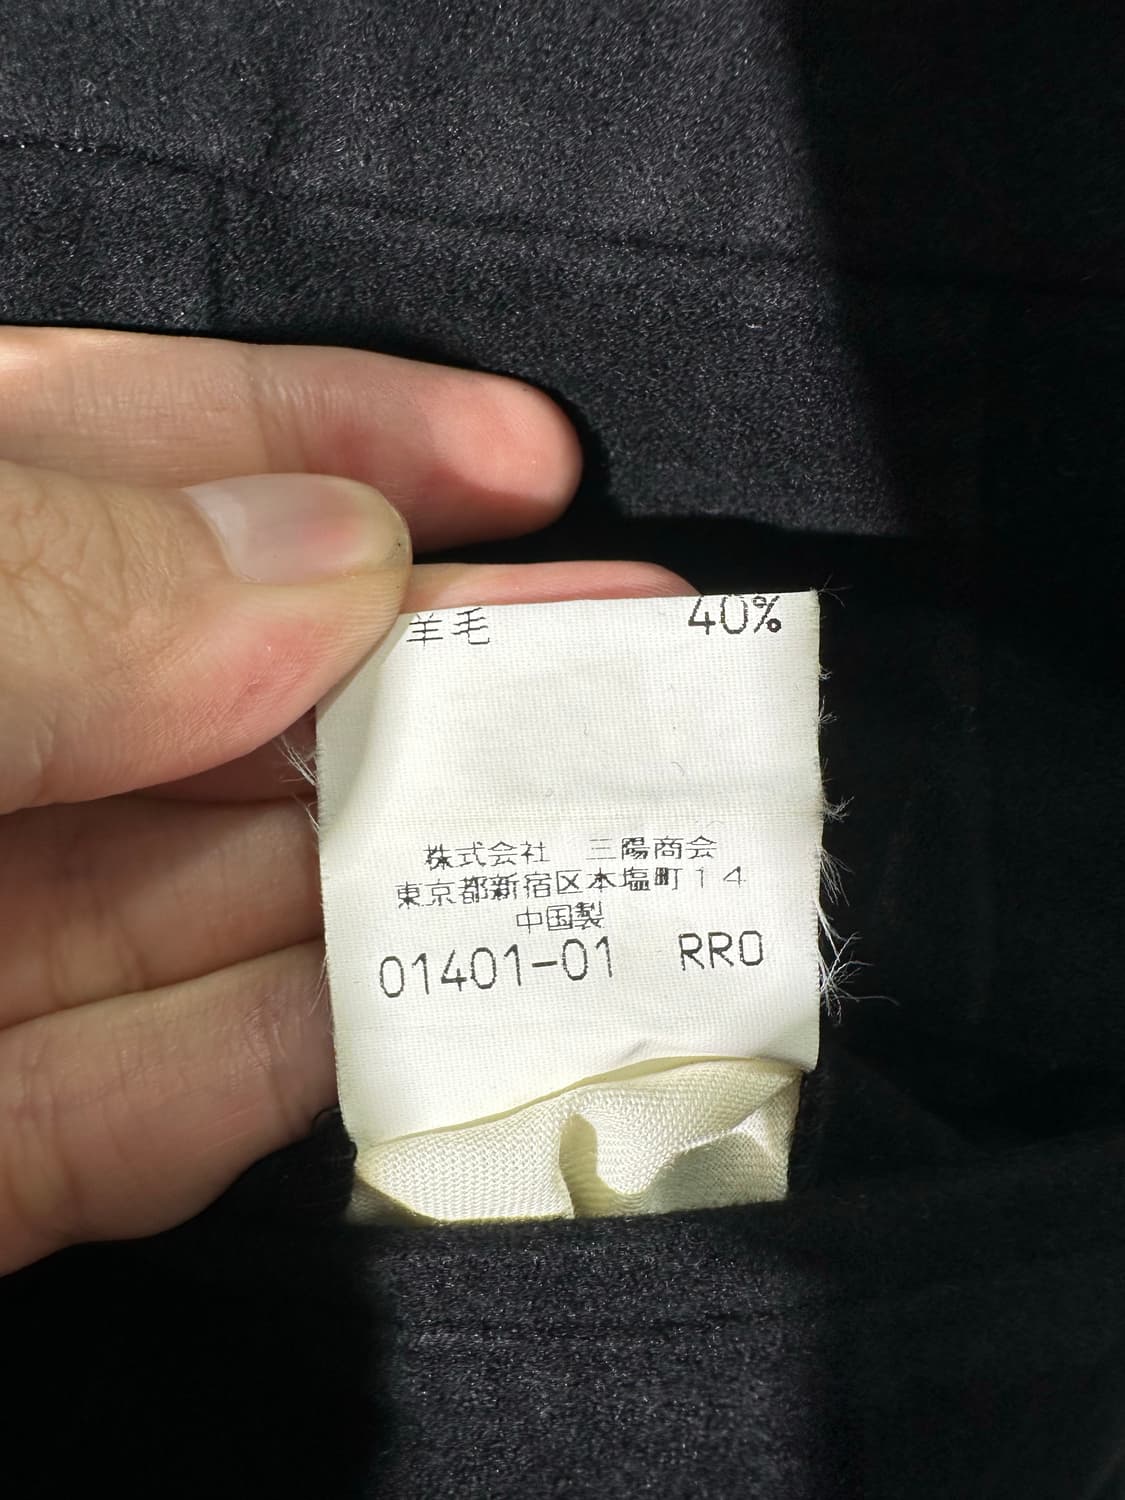 羊毛 40%
株式会社 三陽商会
東京都新宿区本塩町14
中国製
01401-01 RRO